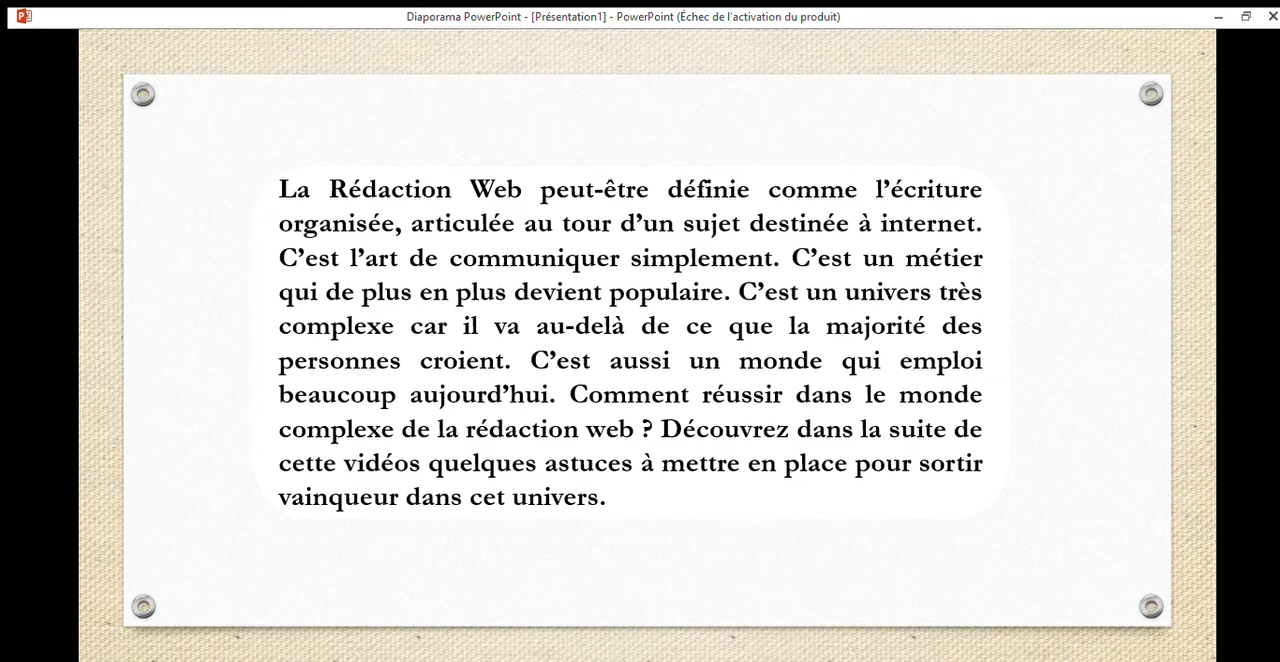 Diaporama PowerPoint - [Présentation1] - PowerPoint (Échec de l'activation du produit)
La Rédaction Web peut-être définie comme l’écriture
organisée, articulée au tour d’un sujet destinée à internet.
C’est l’art de communiquer simplement. C’est un métier
qui de plus en plus devient populaire. C’est un univers très
complexe car il va au-delà de ce que la majorité des
personnes croient. C’est aussi un monde qui emploi
beaucoup aujourd’hui. Comment réussir dans le monde
complexe de la rédaction web ? Découvrez dans la suite de
cette vidéos quelques astuces à mettre en place pour sortir
vainqueur dans cet univers.